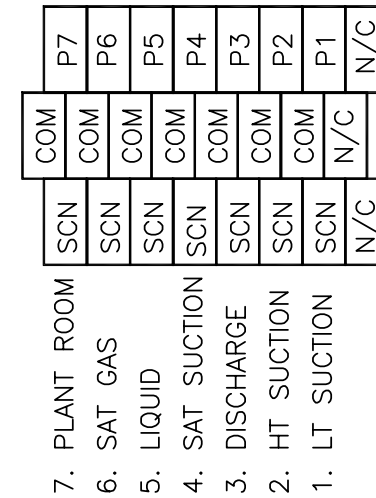 7. PLANT ROOM SCN COM P7
6. SAT GAS SCN COM P6
5. LIQUID SCN COM P5
4. SAT SUCTION SCN COM P4
3. DISCHARGE SCN COM P3
2. HT SUCTION SCN COM P2
1. LT SUCTION SCN COM P1
N/C N/C N/C